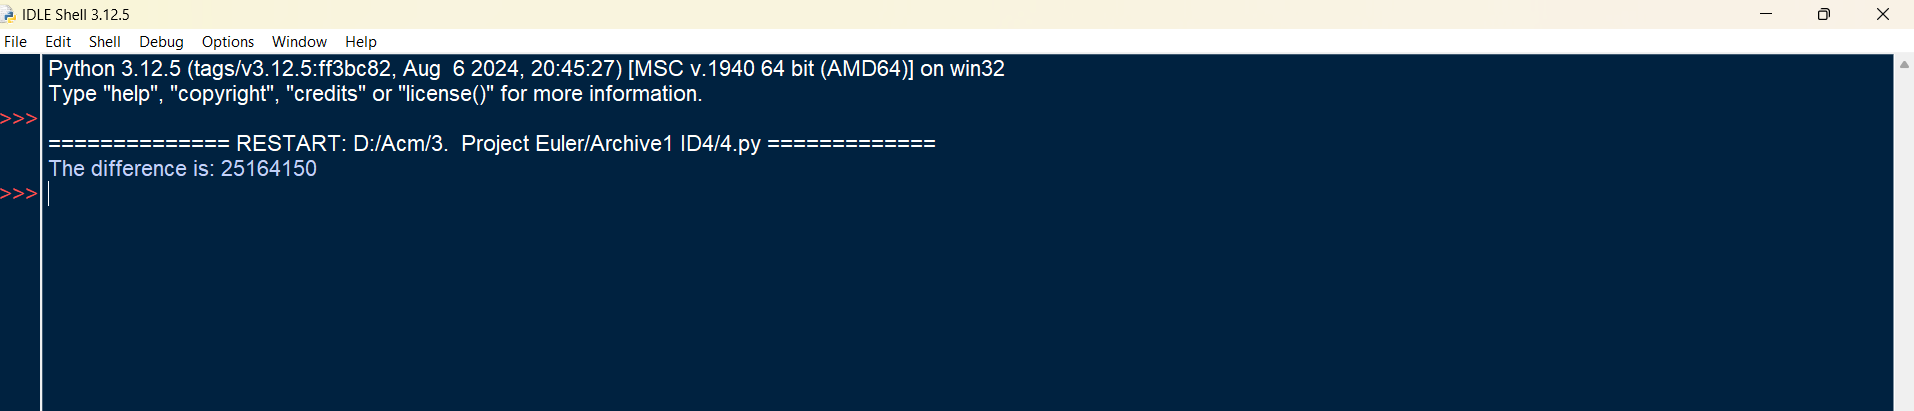 IDLE Shell 3.12.5
File Edit Shell Debug Options Window Help
Python 3.12.5 (tags/v3.12.5:ff3bc82, Aug  6 2024, 20:45:27) [MSC v.1940 64 bit (AMD64)] on win32
Type "help", "copyright", "credits" or "license()" for more information.
>>>
============== RESTART: D:/Acm/3.  Project Euler/Archive1 ID4/4.py =============
The difference is: 25164150
>>>